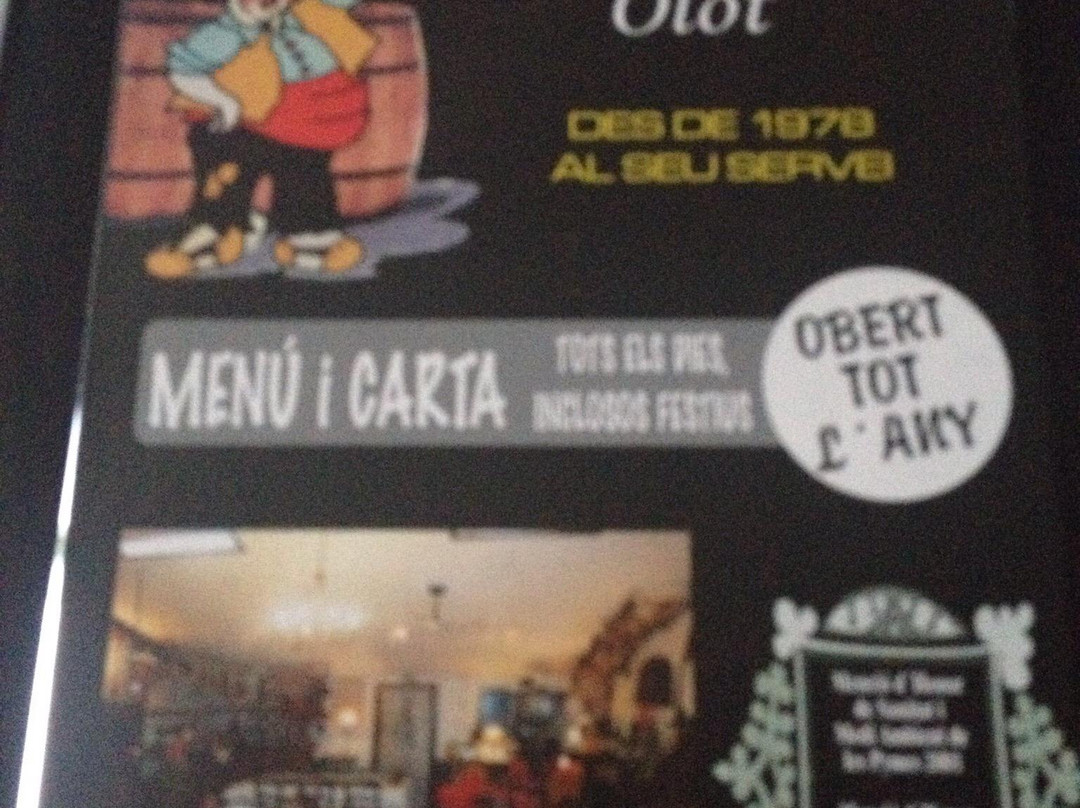 Olot
DES DE 1978
AL SEU SERVEI
MENÚ i CARTA
TOTS ELS DIES,
INCLOSOS FESTIUS
OBERT
TOT
L'ANY